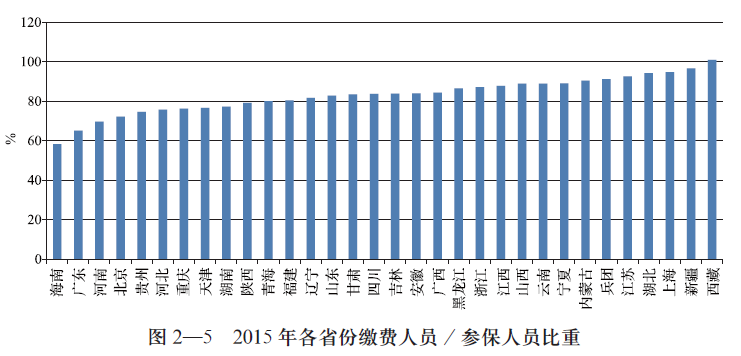 120
100
80
60
40
20
0
%
海南
广东
河南
北京
贵州
河北
重庆
天津
湖南
陕西
青海
福建
辽宁
山东
甘肃
四川
吉林
安徽
广西
黑龙江
浙江
江西
山西
云南
宁夏
内蒙古
兵团
江苏
湖北
上海
新疆
西藏
图 2—5 2015 年各省份缴费人员 / 参保人员比重